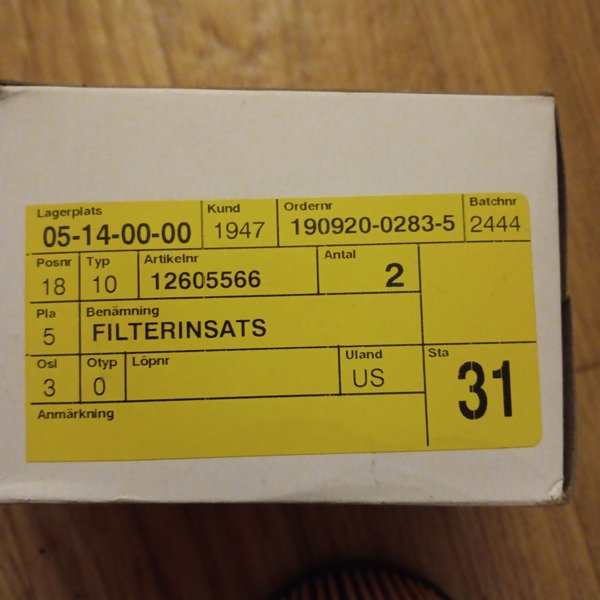 Lagerplats Kund Ordernr Batchnr
05-14-00-00 1947 190920-0283-5 2444
Posnr Typ Artikelnr Antal
18 10 12605566 2
Pla Benämning
5 FILTERINSATS
Osl Otyp Löpnr Uland Sta
3 0 US 31
Anmärkning